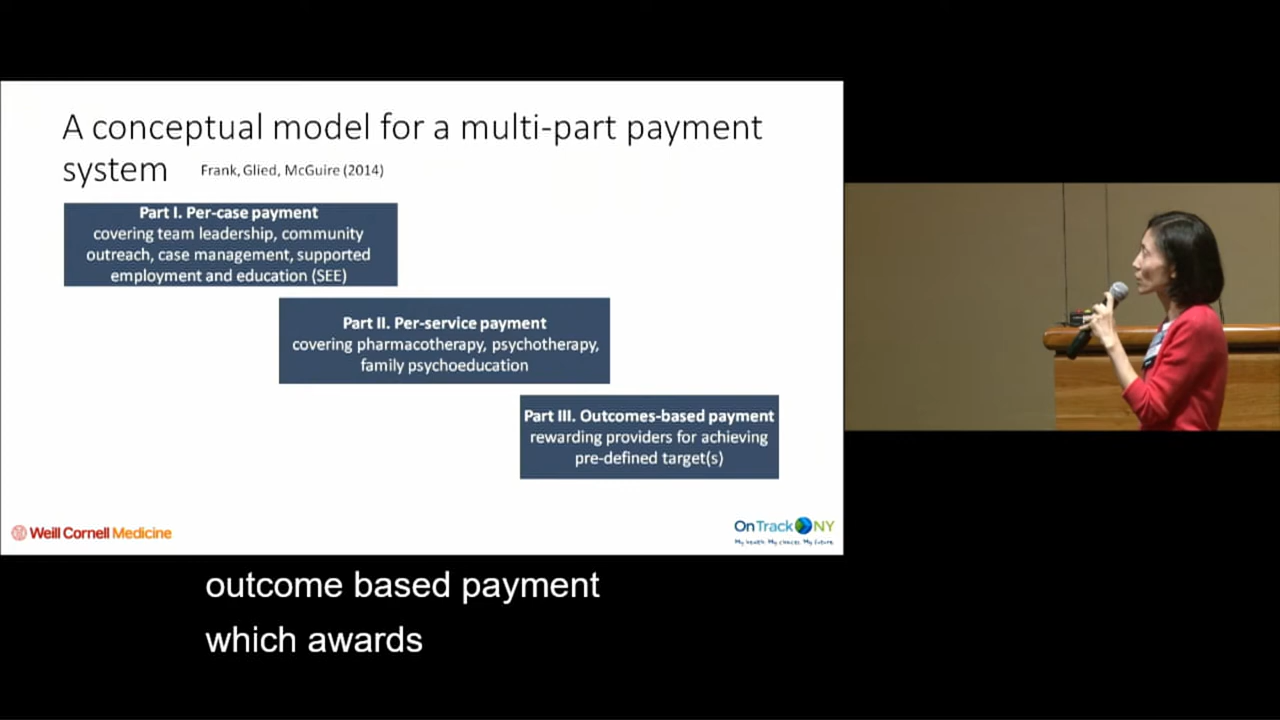 A conceptual model for a multi-part payment
system Frank, Glied, McGuire (2014)
Part I. Per-case payment
covering team leadership, community
outreach, case management, supported
employment and education (SEE)
Part II. Per-service payment
covering pharmacotherapy, psychotherapy,
family psychoeducation
Part III. Outcomes-based payment
rewarding providers for achieving
pre-defined target(s)
Weill Cornell Medicine
OnTrackNY
My health. My choices. My future.
outcome based payment
which awards